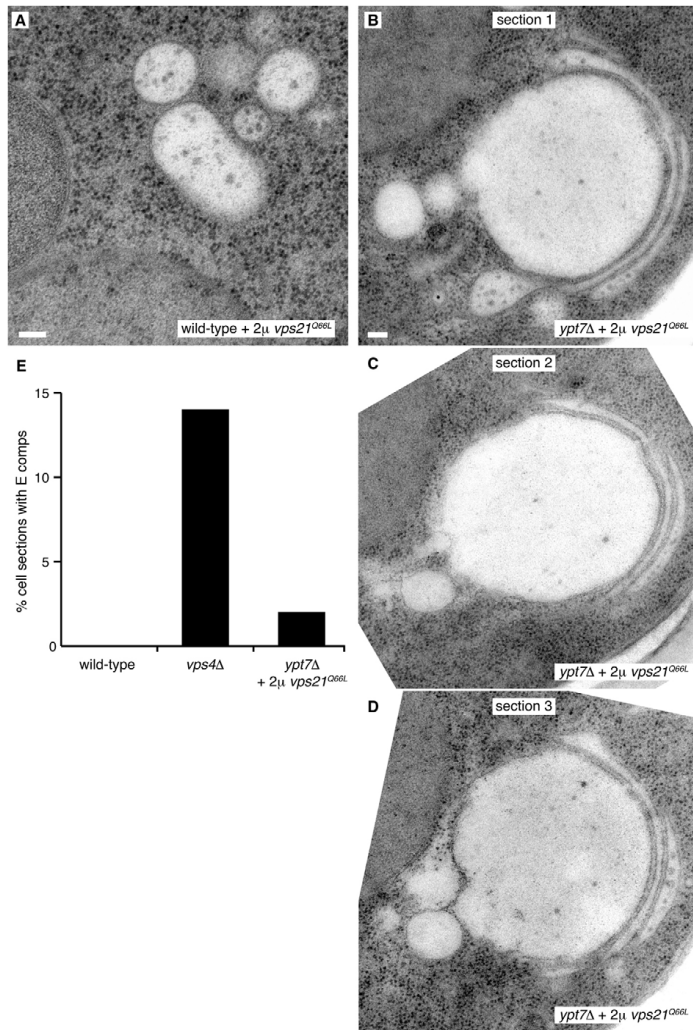 A
wild-type + 2μ vps21Q66L
B
section 1
ypt7Δ + 2μ vps21Q66L
C
section 2
ypt7Δ + 2μ vps21Q66L
D
section 3
ypt7Δ + 2μ vps21Q66L
E
% cell sections with E comps
15
10
5
0
wild-type
vps4Δ
ypt7Δ
+ 2μ vps21Q66L